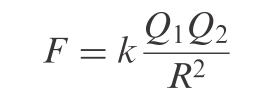 F = k Q₁Q₂ / R²